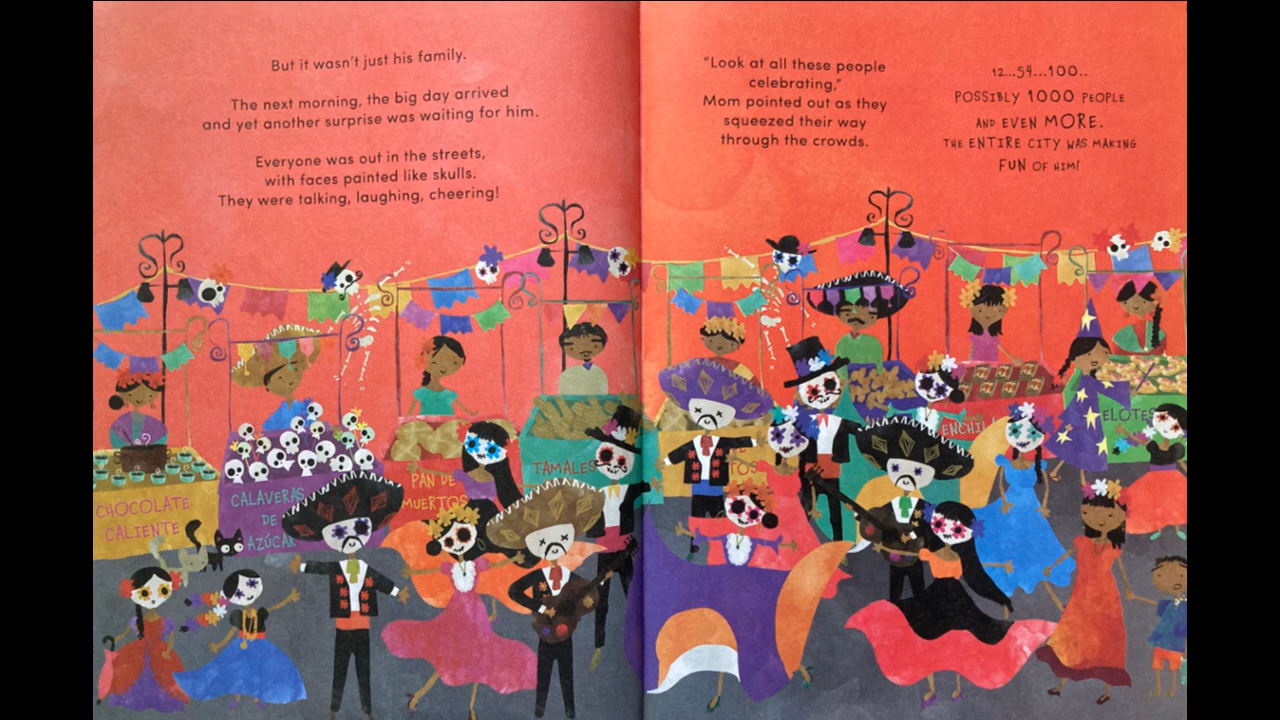 But it wasn't just his family.
The next morning, the big day arrived
and yet another surprise was waiting for him.
Everyone was out in the streets,
with faces painted like skulls.
They were talking, laughing, cheering!
"Look at all these people
celebrating,"
Mom pointed out as they
squeezed their way
through the crowds.
12...54...100..
POSSIBLY 1000 PEOPLE
AND EVEN MORE.
THE ENTIRE CITY WAS MAKING
FUN OF HIM!
CHOCOLATE
CALIENTE
CALAVERAS
DE
AZÚCAR
PAN DE
MUERTOS
TAMALES
TOS
ENCHIL
ELOTES